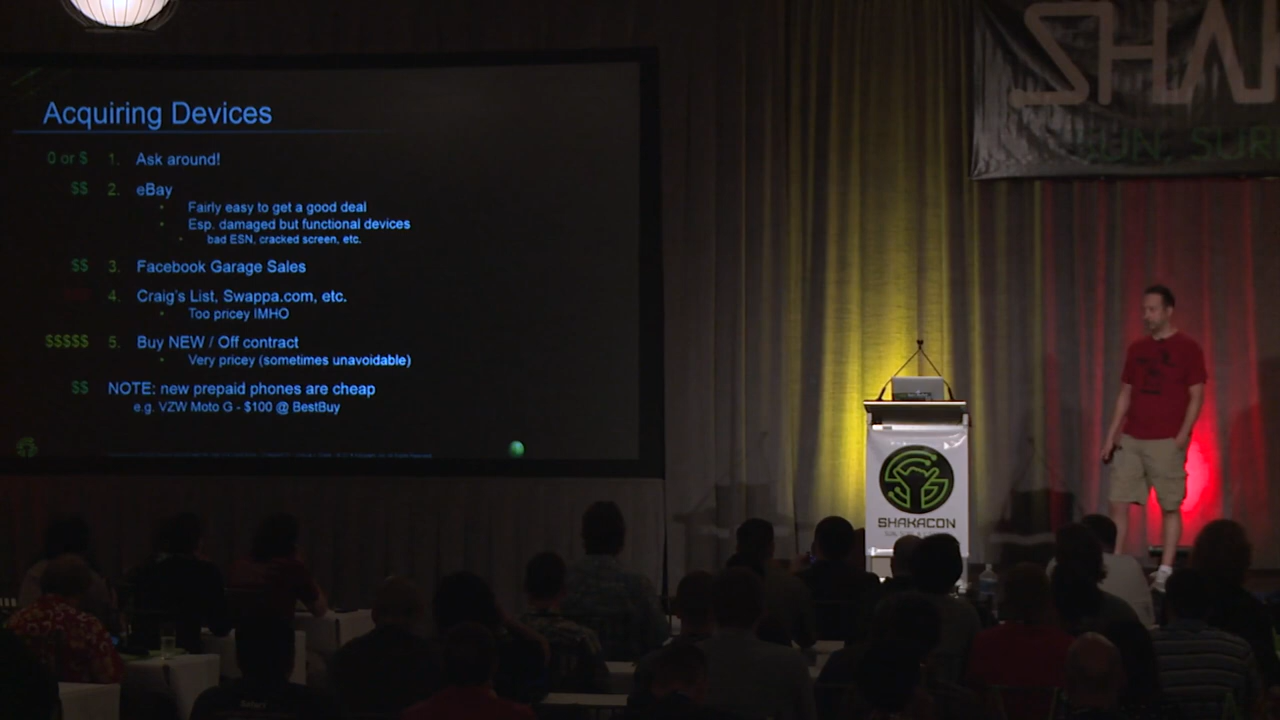 Acquiring Devices
0 or $ 1. Ask around!
$$ 2. eBay
• Fairly easy to get a good deal
• Esp. damaged but functional devices
• bad ESN, cracked screen, etc.
$$ 3. Facebook Garage Sales
4. Craig's List, Swappa.com, etc.
• Too pricey IMHO
$$$$$ 5. Buy NEW / Off contract
• Very pricey (sometimes unavoidable)
$$ NOTE: new prepaid phones are cheap
e.g. VZW Moto G - $100 @ BestBuy
SHA
SUN, SUR
SHAKACON